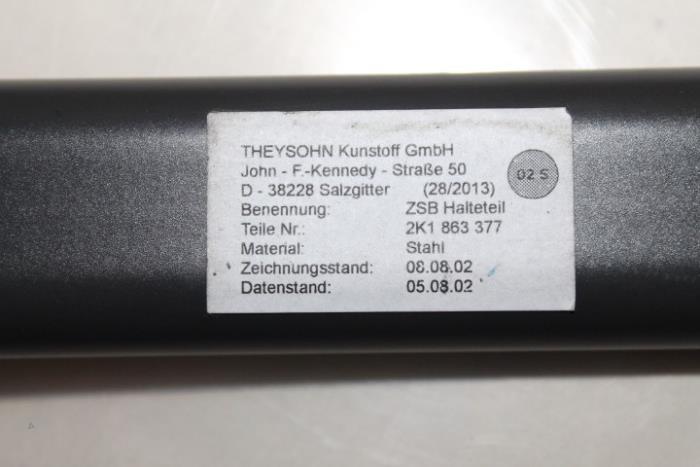 THEYSOHN Kunstoff GmbH
John - F.-Kennedy - Straße 50
D - 38228 Salzgitter (28/2013)
02 S
Benennung: ZSB Halteteil
Teile Nr.: 2K1 863 377
Material: Stahl
Zeichnungsstand: 08.08.02
Datenstand: 05.08.02